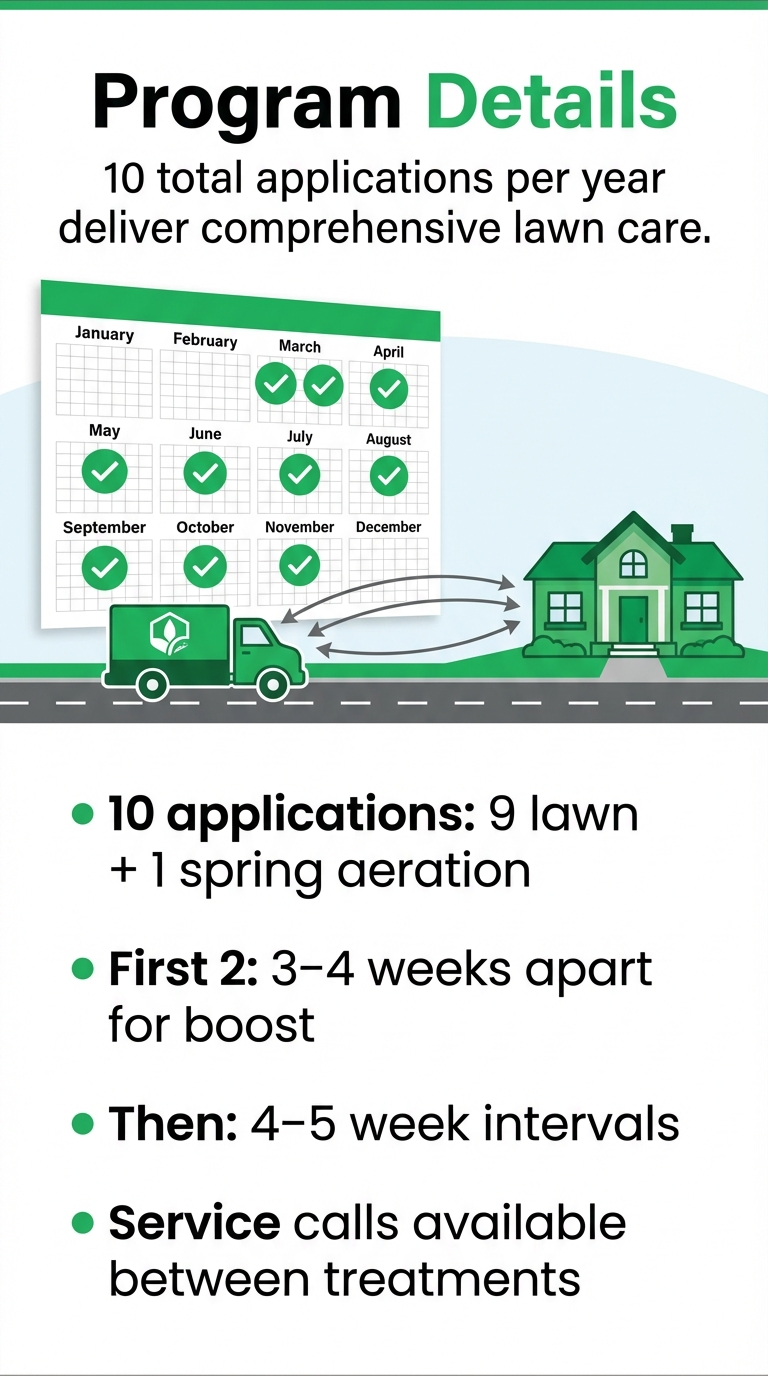 Program Details
10 total applications per year
deliver comprehensive lawn care.
January February March April
May June July August
September October November December
10 applications: 9 lawn
+ 1 spring aeration
First 2: 3–4 weeks apart
for boost
Then: 4–5 week intervals
Service calls available
between treatments